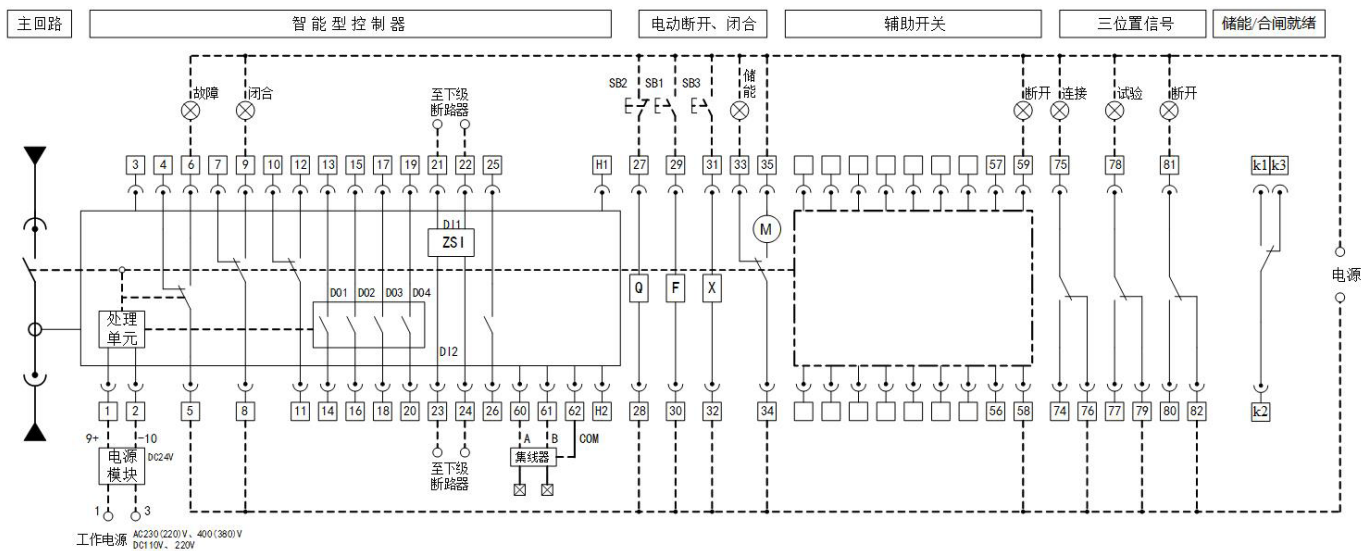 主回路 智能型控制器 电动断开、闭合 辅助开关 三位置信号 储能/合闸就绪
故障 闭合 至下级 断路器 SB2 SB1 SB3 储能 断开 连接 试验 断开
3 4 6 7 9 10 12 13 15 17 19 21 22 25 H1 27 29 31 33 35 57 59 75 78 81 k1 k3
DI1
ZSI
M
电源
DO1 DO2 DO3 DO4 Q F X
处理
单元
DI2
1 2 5 8 11 14 16 18 20 23 24 26 60 61 62 H2 28 30 32 34 56 58 74 76 77 79 80 82 k2
9+ -10 A B COM
电源
模块
DC24V
集线器
至下级
断路器
1 3
工作电源 AC230(220)V、400(380)V
DC110V、220V